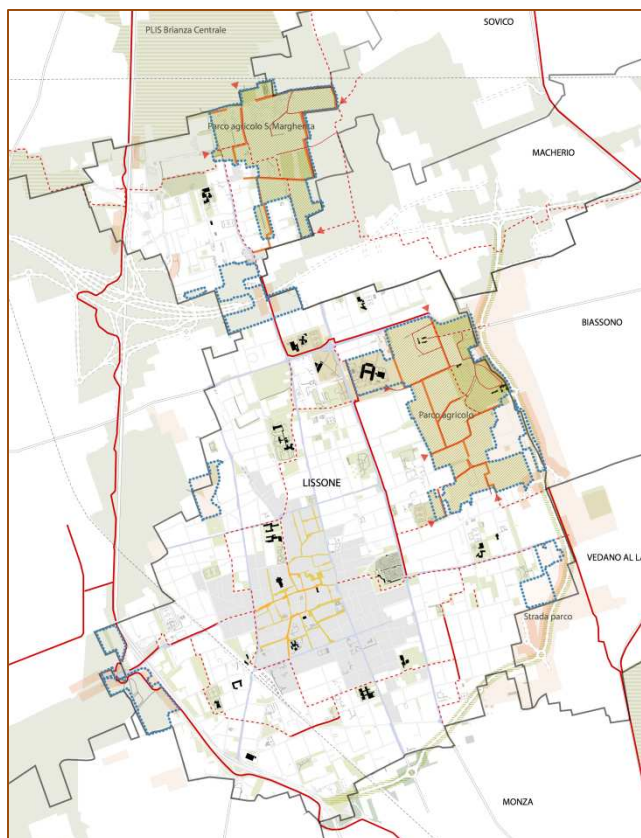 SOVICO
PLIS Brianza Centrale
Parco agricolo S. Margherita
MACHERIO
BIASSONO
Parco agricolo
LISSONE
VEDANO AL LA
Strada parco
MONZA